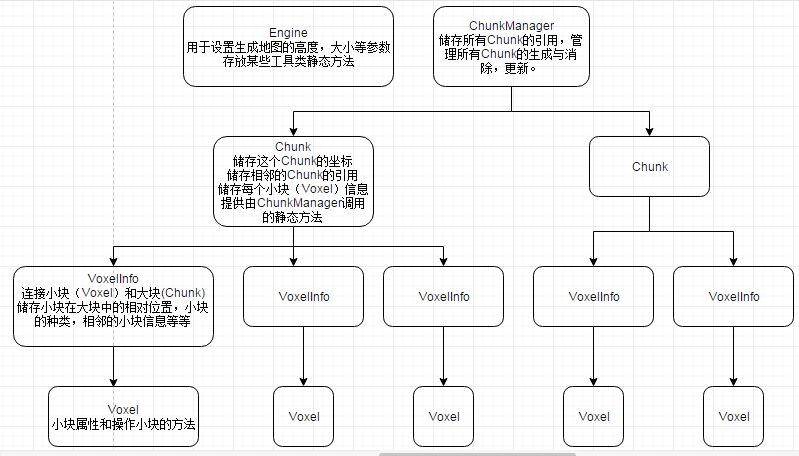 Engine
用于设置生成地图的高度，大小等参数
存放某些工具类静态方法
ChunkManager
储存所有Chunk的引用，管
理所有Chunk的生成与消
除，更新。
Chunk
储存这个Chunk的坐标
储存相邻的Chunk的引用
储存每个小块（Voxel）信息
提供由ChunkManager调用
的静态方法
Chunk
VoxelInfo
连接小块（Voxel）和大块(Chunk)
储存小块在大块中的相对位置，小块
的种类，相邻的小块信息等等
VoxelInfo
VoxelInfo
VoxelInfo
VoxelInfo
Voxel
小块属性和操作小块的方法
Voxel
Voxel
Voxel
Voxel